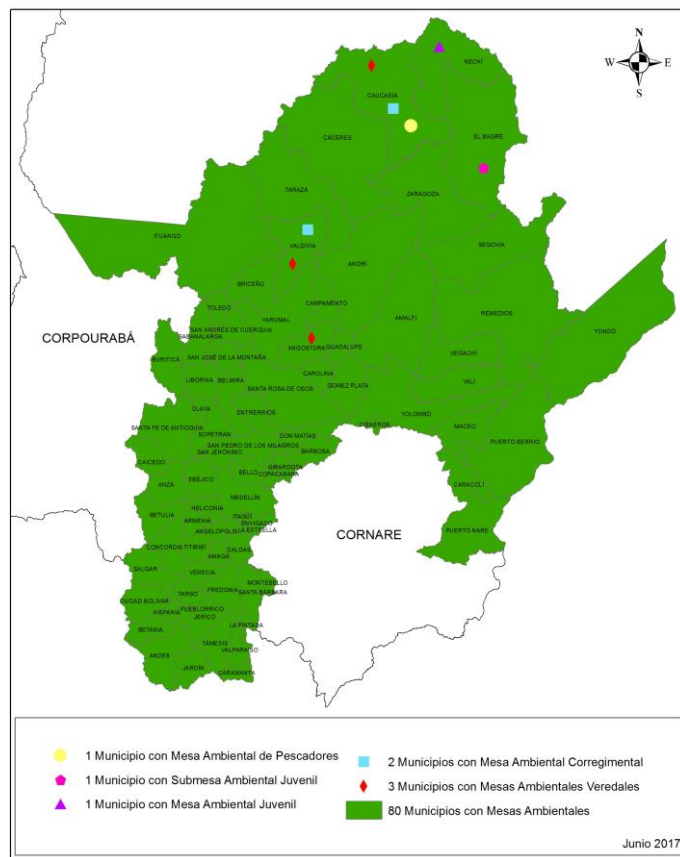 N
W E
S
NECHÍ
CAUCASIA
CÁCERES
EL BAGRE
TARAZA
ZARAGOZA
ITUANGO
VALDIVIA
SEGOVIA
ANORÍ
BRICEÑO
CAMPAMENTO
TOLEDO
REMEDIOS
YARUMAL
AMALFI
SAN ANDRÉS DE CUERQUIA
YONDÓ
CORPOURABÁ
SABANALARGA
ANGOSTURA
GUADALUPE
BURITICÁ
SAN JOSÉ DE LA MONTAÑA
VEGACHÍ
CAROLINA
LIBORINA
BELMIRA
YALÍ
SANTA ROSA DE OSOS
GOMEZ PLATA
OLAYA
ENTRERRIOS
YOLOMBÓ
CISNEROS
MACEO
SANTA FE DE ANTIOQUIA
SOPETRÁN
DON MATÍAS
PUERTO BERRIO
SAN PEDRO DE LOS MILAGROS
SAN JERÓNIMO
BARBOSA
CAICEDO
GIRARDOTA
BELLO
COPACABANA
EBÉJICO
ANZÁ
CARACOLÍ
MEDELLÍN
HELICONIA
BETULIA
ITAGÜÍ
ARMENIA
ENVIGADO
ANGELÓPOLIS
LA ESTRELLA
PUERTO NARE
CORNARE
CONCORDIA
TITIRIBÍ
CALDAS
AMAGÁ
SALGAR
VENECIA
MONTEBELLO
FREDONIA
SANTA BÁRBARA
TARSO
CIUDAD BOLÍVAR
PUEBLORRICO
HISPANIA
JERICÓ
LA PINTADA
BETANIA
TÁMESIS
VALPARAÍSO
ANDES
JARDÍN
CARAMANTA
1 Municipio con Mesa Ambiental de Pescadores
1 Municipio con Submesa Ambiental Juvenil
1 Municipio con Mesa Ambiental Juvenil
2 Municipios con Mesa Ambiental Corregimental
3 Municipios con Mesas Ambientales Veredales
80 Municipios con Mesas Ambientales
Junio 2017